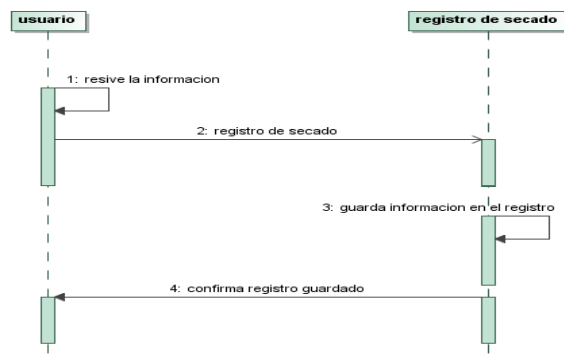 usuario
registro de secado
1: resive la informacion
2: registro de secado
3: guarda informacion en el registro
4: confirma registro guardado